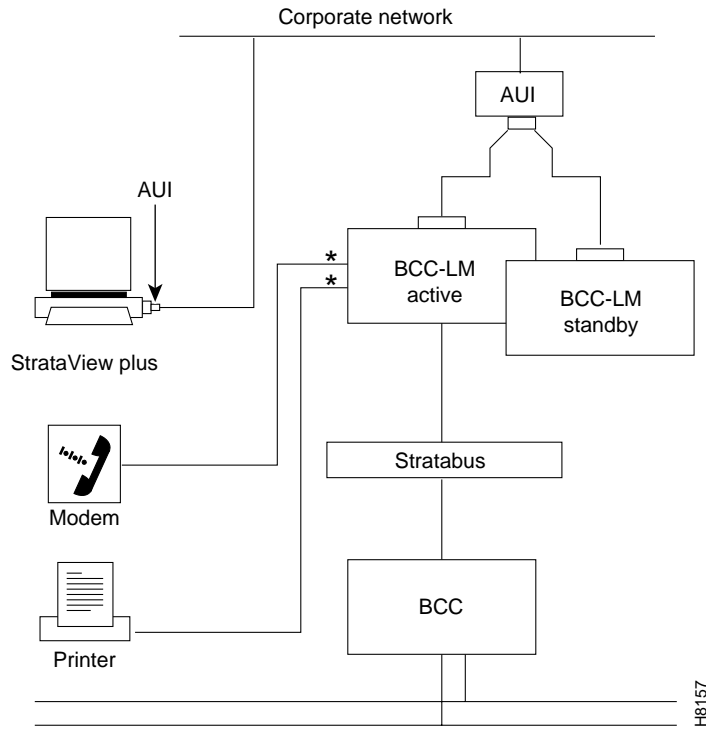 Corporate network
AUI
AUI
*
*
BCC-LM
active
BCC-LM
standby
StrataView plus
Stratabus
Modem
BCC
Printer
H8157